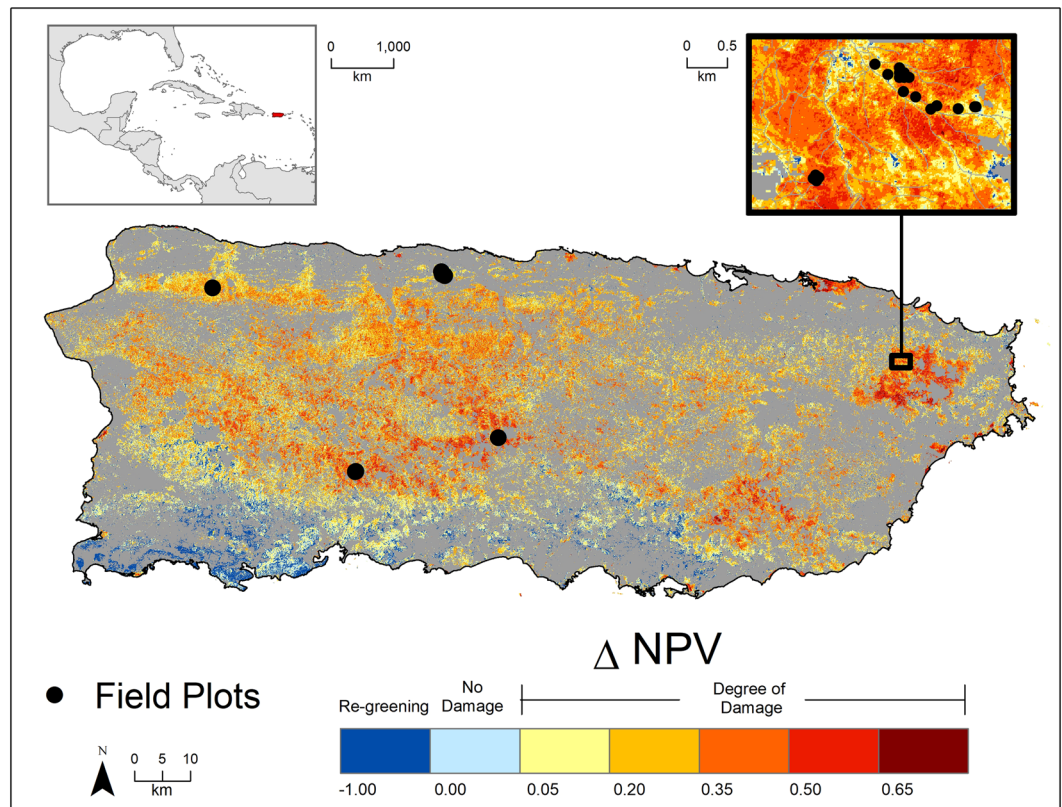 0 1,000
km
0 0.5
km
Δ NPV
Field Plots
Re-greening
No
Damage
Degree of
Damage
N
0 5 10
km
-1.00 0.00 0.05 0.20 0.35 0.50 0.65